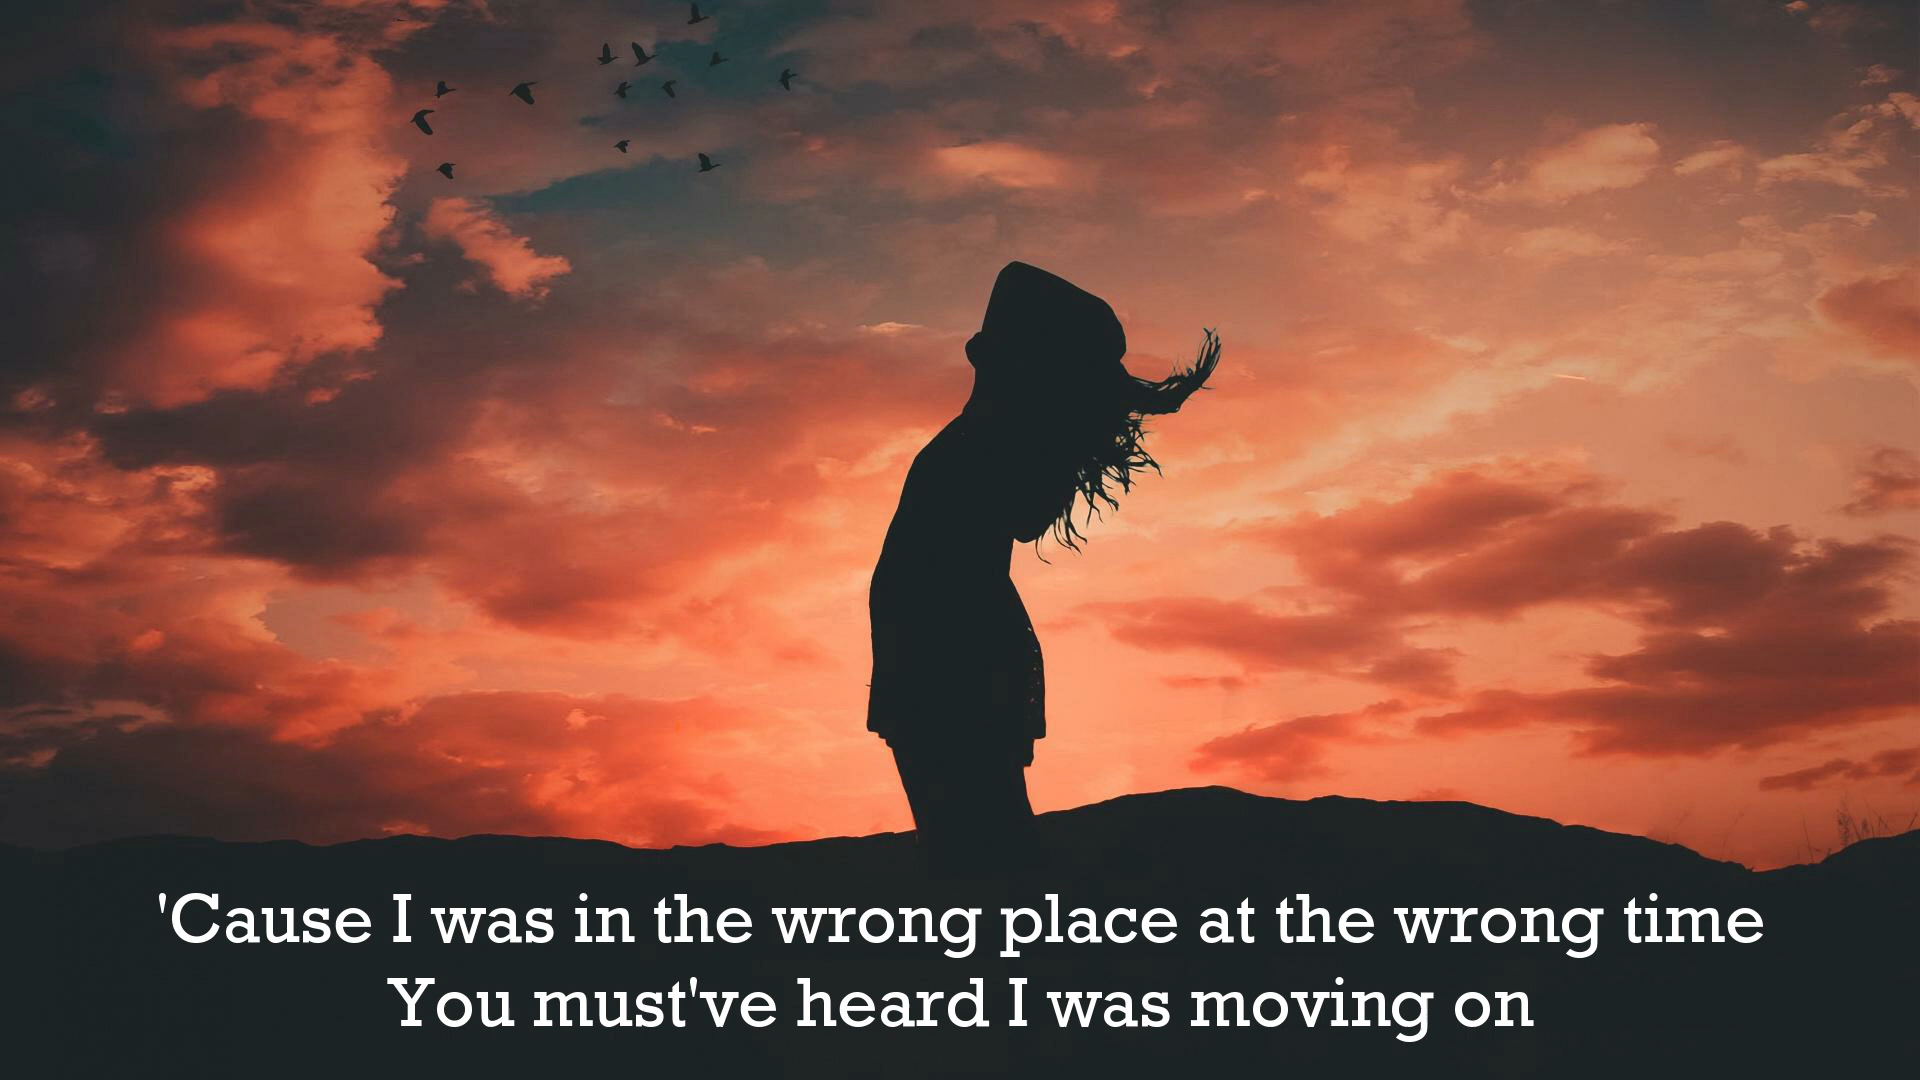 'Cause I was in the wrong place at the wrong time
You must've heard I was moving on